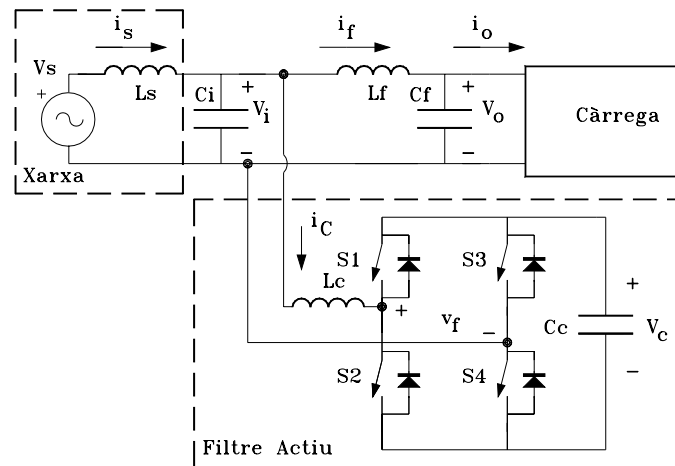 i_s
i_f
i_o
Vs
+
Ls
Ci
+
V_i
−
Lf
Cf
+
V_o
−
Càrrega
Xarxa
i_C
Lc
S1
S3
+
v_f
−
Cc
+
V_c
−
S2
S4
Filtre Actiu